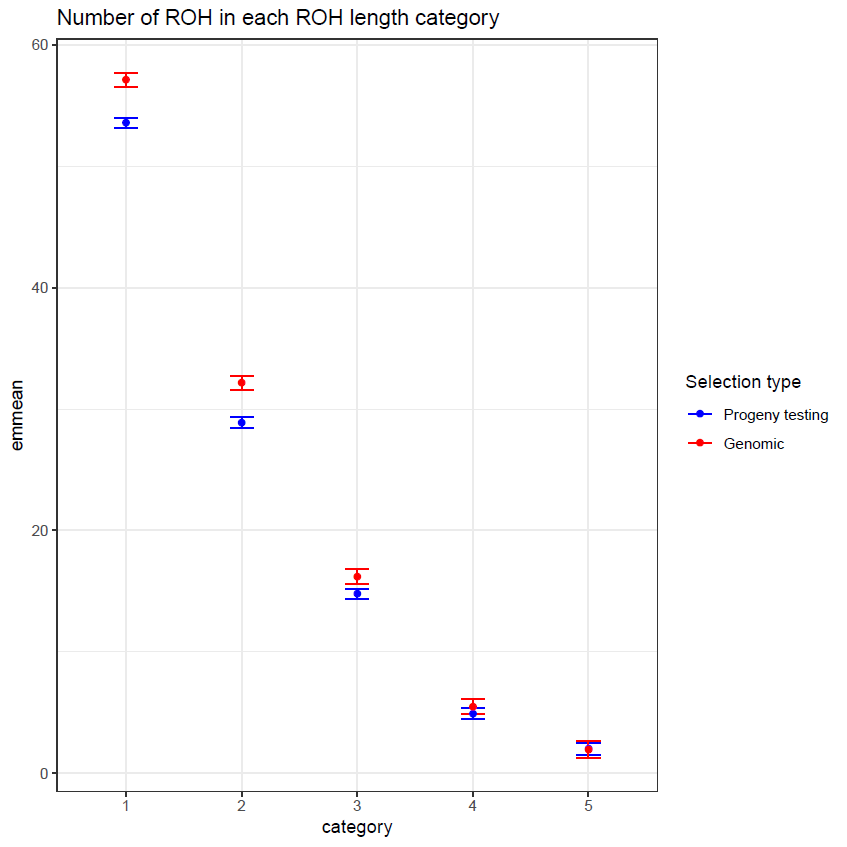 Number of ROH in each ROH length category
60
40
20
0
emmean
1 2 3 4 5
category
Selection type
Progeny testing
Genomic